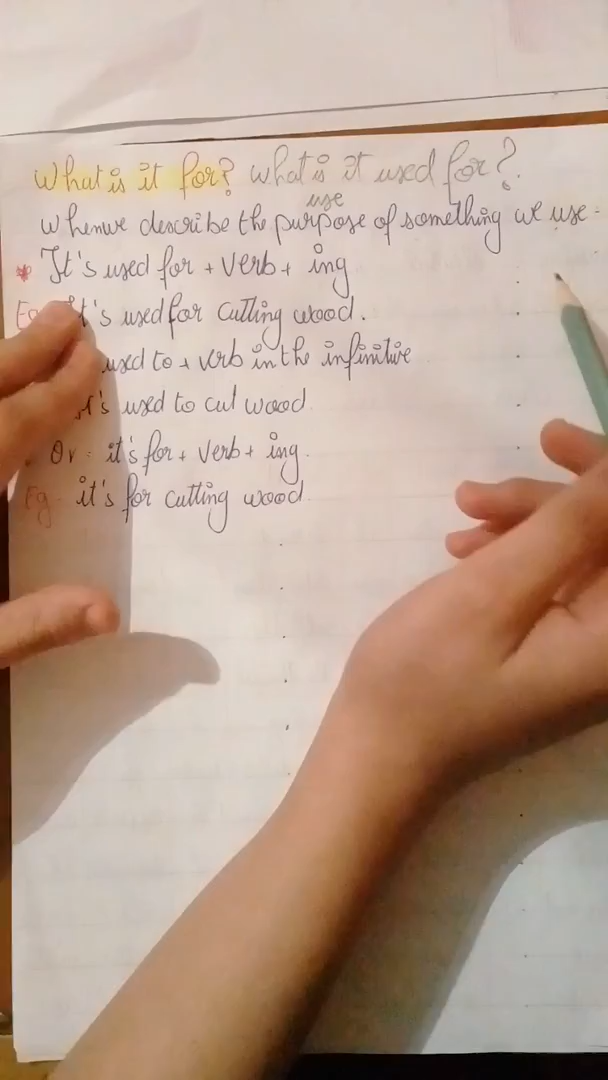 What is it for? What is it used for?
use
When we describe the purpose of something we use.
* It's used for + verb + ing
It's used for cutting wood.
used to + verb in the infinitive
it's used to cut wood
Or = it's for + verb + ing.
Eg it's for cutting wood.